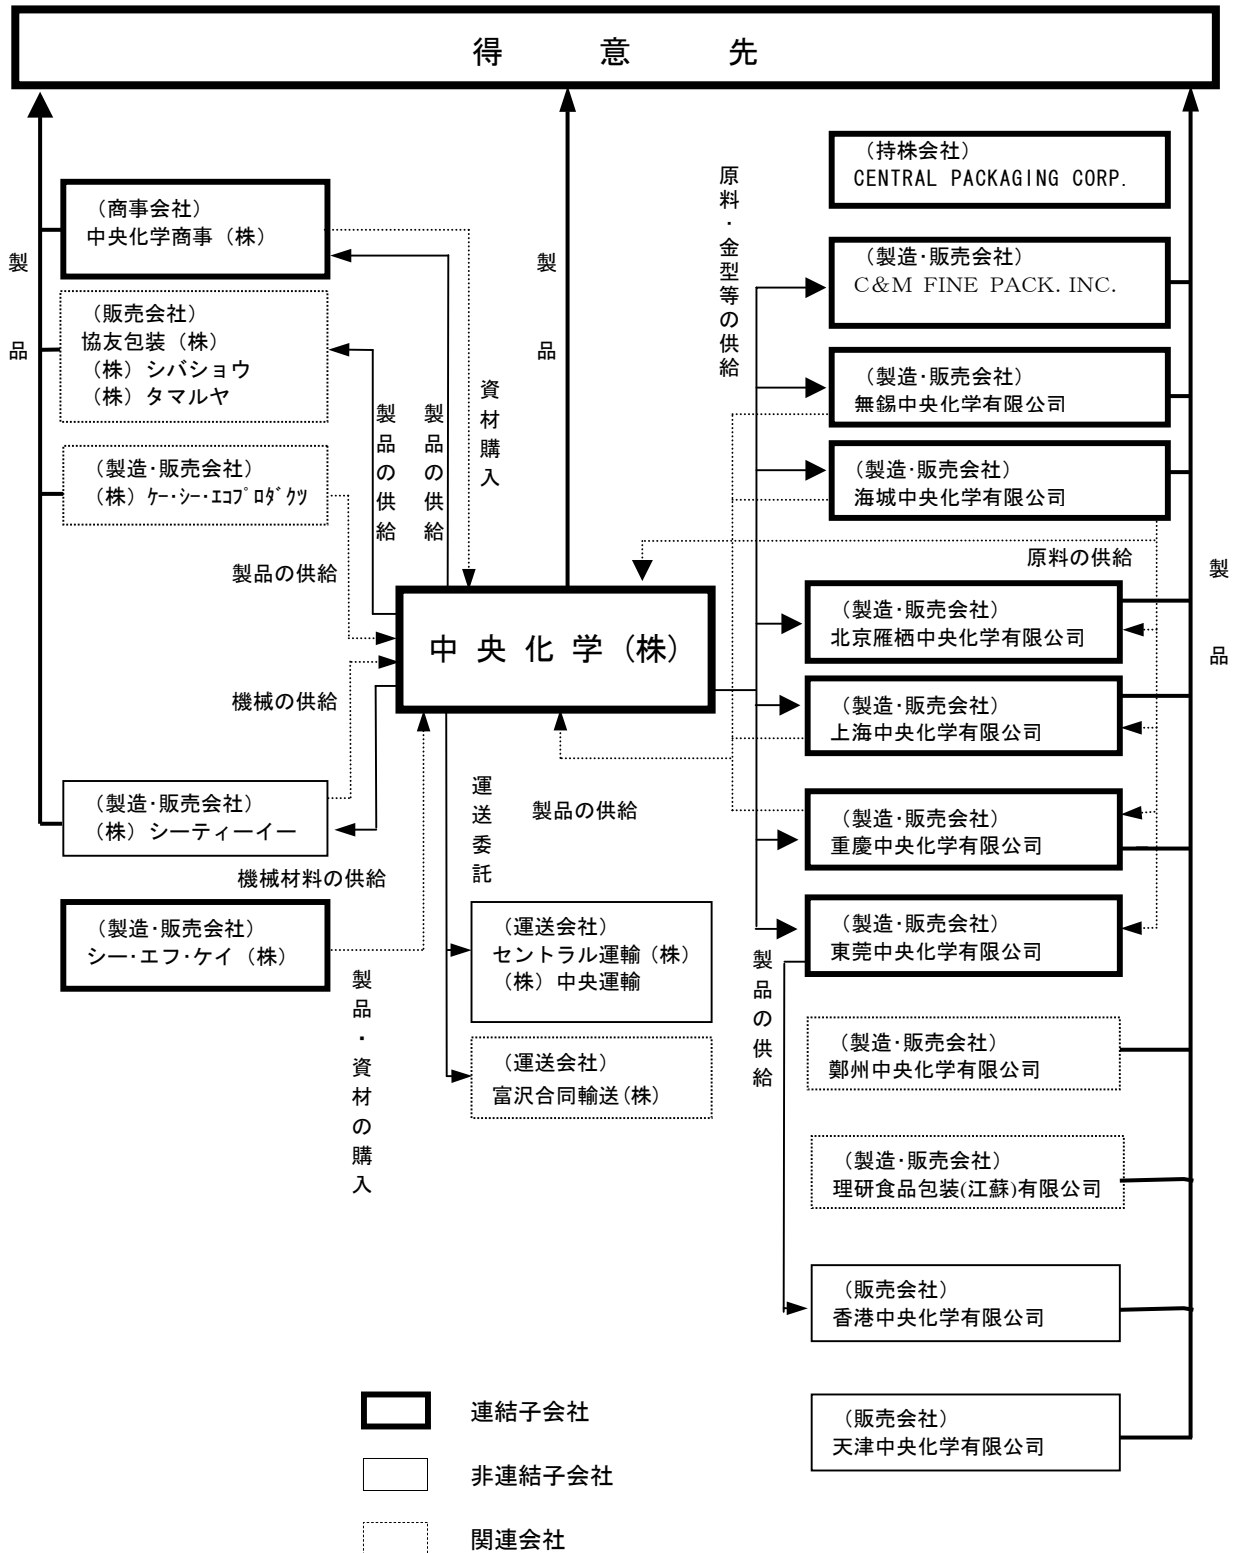 得意先
製品
（商事会社）
中央化学商事（株）
（販売会社）
協友包装（株）
（株）シバショウ
（株）タマルヤ
（製造･販売会社）
（株）ｹｰ･ｼｰ･ｴｺﾌﾟﾛﾀﾞｸﾂ
製品の供給
機械の供給
（製造･販売会社）
（株）シーティーイー
機械材料の供給
（製造･販売会社）
シー･エフ･ケイ（株）
製品・資材の購入
製品の供給
製品の供給
資材購入
製品
中央化学（株）
運送委託
製品の供給
（運送会社）
セントラル運輸（株）
（株）中央運輸
（運送会社）
富沢合同輸送（株）
原料・金型等の供給
（持株会社）
CENTRAL PACKAGING CORP.
（製造･販売会社）
C&M FINE PACK. INC.
（製造･販売会社）
無錫中央化学有限公司
（製造･販売会社）
海城中央化学有限公司
原料の供給
（製造･販売会社）
北京雁栖中央化学有限公司
（製造･販売会社）
上海中央化学有限公司
（製造･販売会社）
重慶中央化学有限公司
（製造･販売会社）
東莞中央化学有限公司
製品の供給
（製造･販売会社）
鄭州中央化学有限公司
（製造･販売会社）
理研食品包装(江蘇)有限公司
（販売会社）
香港中央化学有限公司
（販売会社）
天津中央化学有限公司
製品
連結子会社
非連結子会社
関連会社